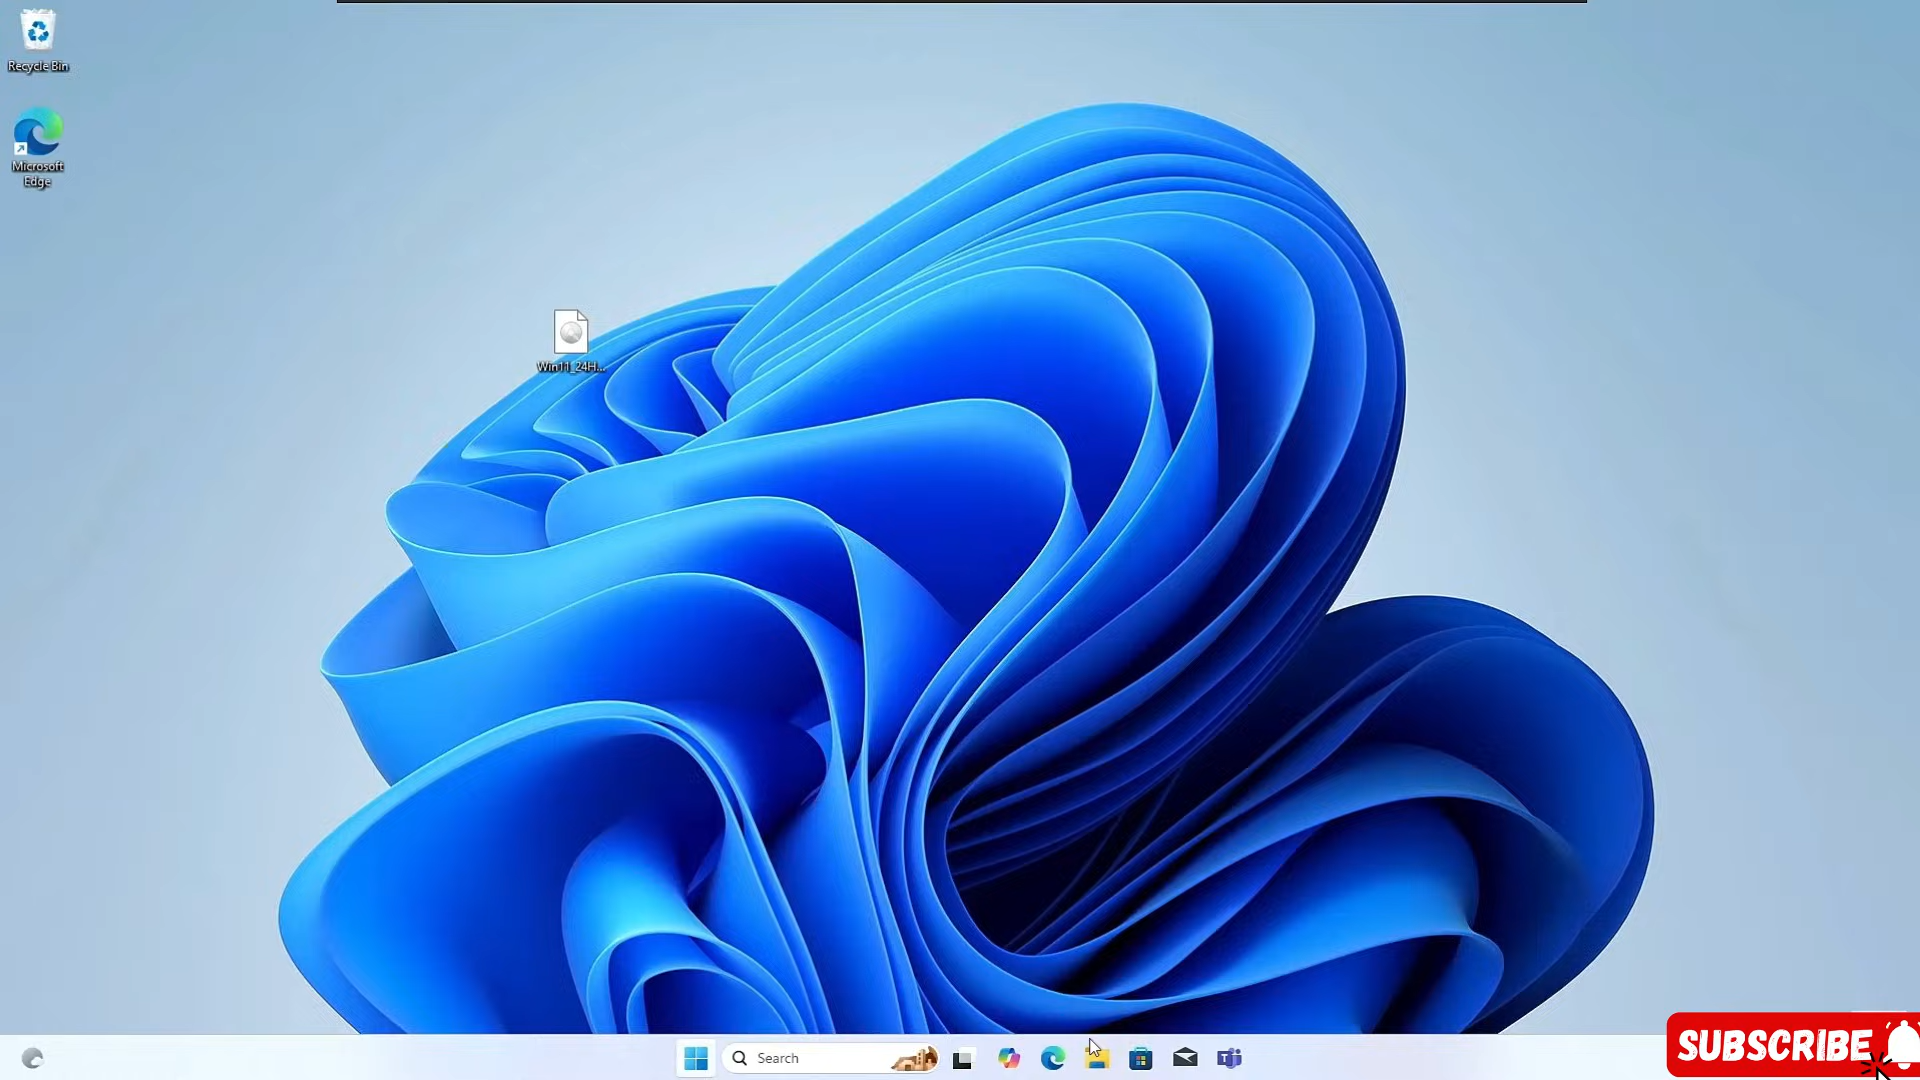 Recycle Bin
Microsoft
Edge
Win11_24H...
Search
SUBSCRIBE